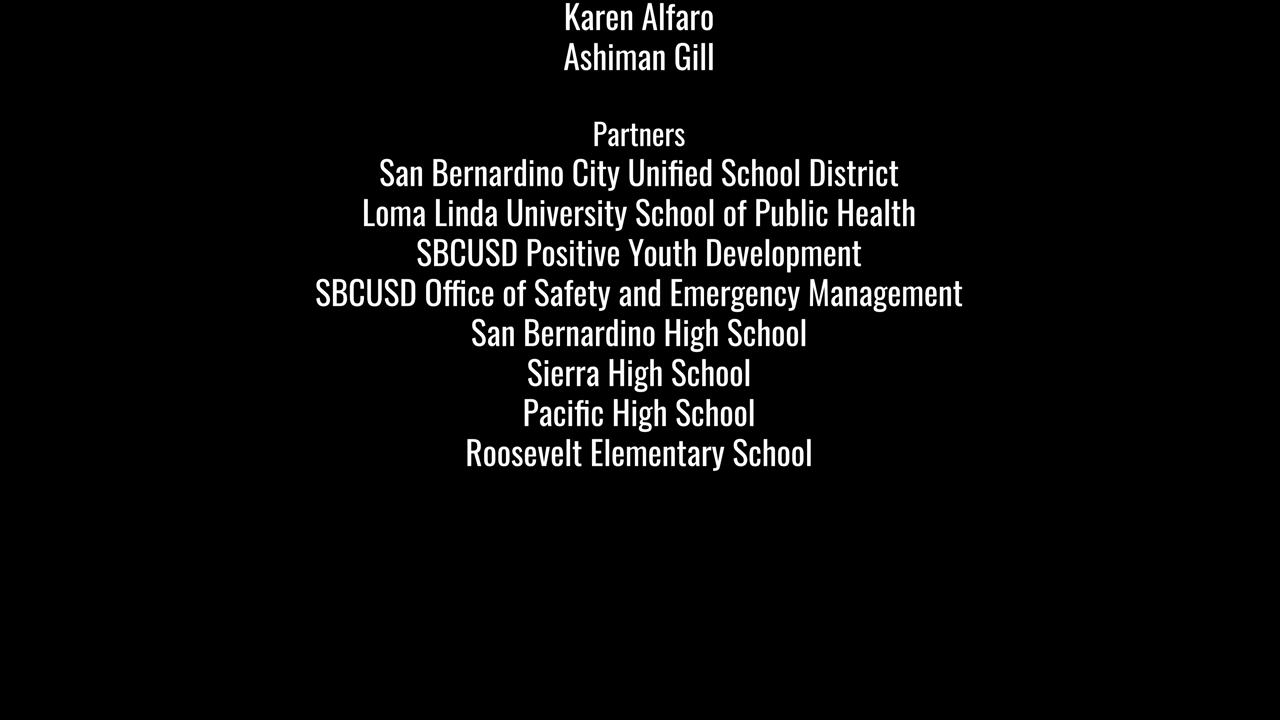 Karen Alfaro
Ashiman Gill
Partners
San Bernardino City Unified School District
Loma Linda University School of Public Health
SBCUSD Positive Youth Development
SBCUSD Office of Safety and Emergency Management
San Bernardino High School
Sierra High School
Pacific High School
Roosevelt Elementary School